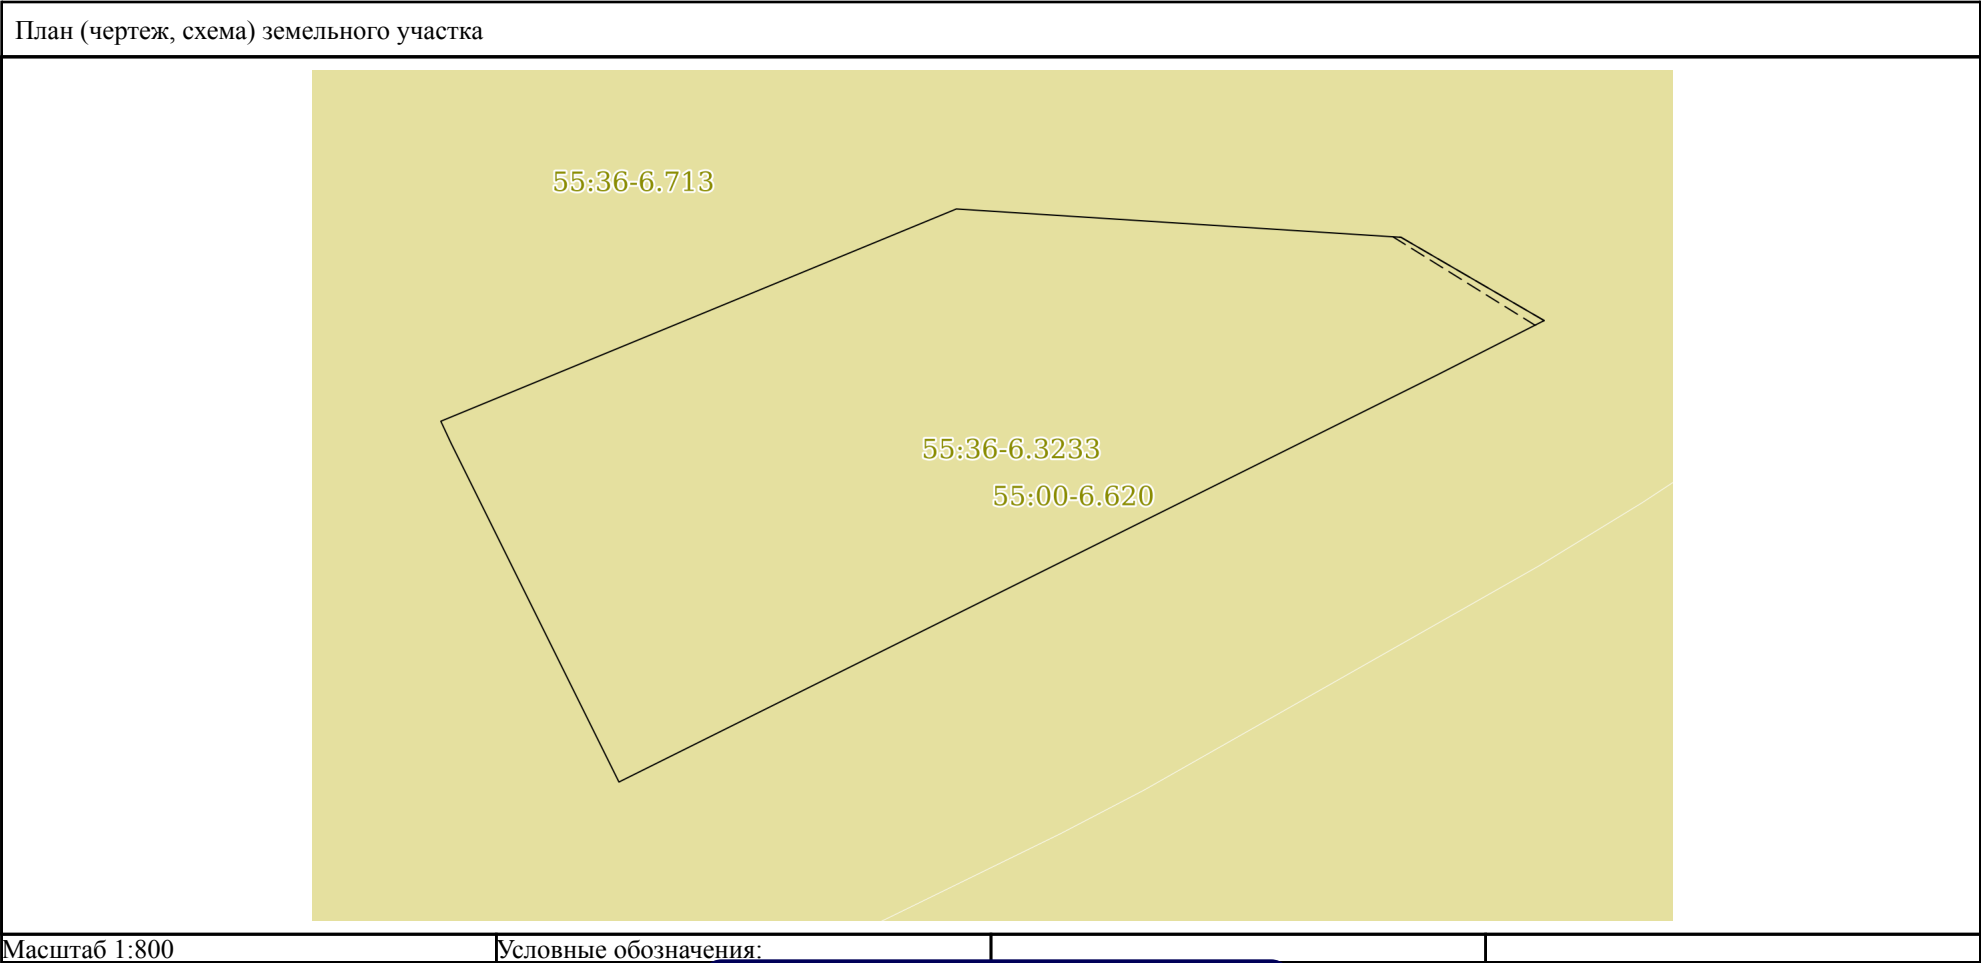 План (чертеж, схема) земельного участка
55:36-6.713
55:36-6.3233
55:00-6.620
Масштаб 1:800
Условные обозначения: